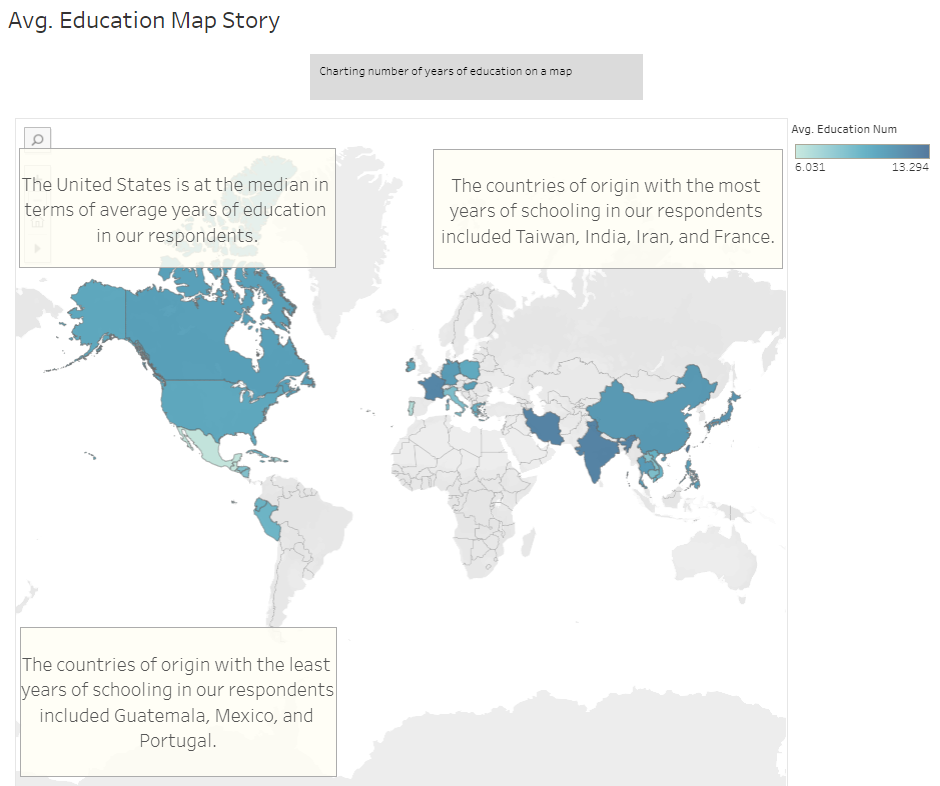 Avg. Education Map Story
Charting number of years of education on a map
Avg. Education Num
6.031 13.294
The United States is at the median in
terms of average years of education
in our respondents.
The countries of origin with the most
years of schooling in our respondents
included Taiwan, India, Iran, and France.
The countries of origin with the least
years of schooling in our respondents
included Guatemala, Mexico, and
Portugal.